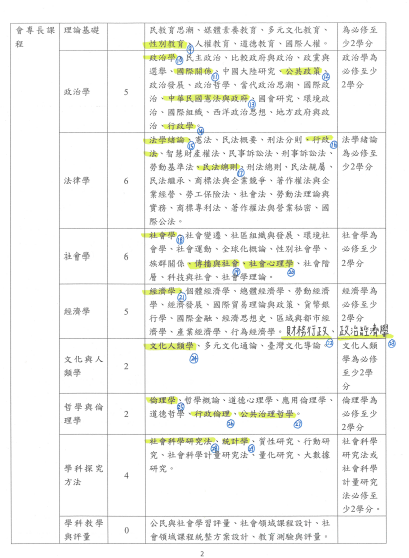 會專長課
程
理論基礎
民教育思潮、媒體素養教育、多元文化教育、
性別教育、人權教育、道德教育、國際人權。
為必修至
少2學分
政治學
5
政治學、民主政治、比較政府與政治、政黨與
選舉、國際關係、中國大陸研究、公共政策、
政治發展、政治哲學、當代政治思潮、國際政
治、中華民國憲法與政府、國會研究、環境政
治、國際組織、西洋政治思想、地方政府與政
治、行政學。
政治學為
必修至少
2學分
法律學
6
法學緒論、憲法、民法概要、刑法分則、行政
法、智慧財產權法、民事訴訟法、刑事訴訟法、
勞動基準法、民法總則、刑法總則、民法親屬、
民法繼承、商標法與企業競爭、著作權法與企
業經營、勞工保險法、社會法、勞動法理論與
實務、商標專利法、著作權法與營業秘密、國
際公法。
法學緒論
為必修至
少2學分
社會學
6
社會學、社會變遷、社區組織與發展、環境社
會學、社會運動、全球化概論、性別社會學、
族群關係、傳播與社會、社會心理學、社會階
層、科技與社會、社會學理論。
社會學為
必修至少
2學分
經濟學
5
經濟學、個體經濟學、總體經濟學、勞動經濟
學、經濟發展、國際貿易理論與政策、貨幣銀
行學、國際金融、經濟思想史、區域與都市經
濟學、產業經濟學、行為經濟學。財務行政、政治經濟學
經濟學為
必修至少
2學分
文化與人
類學
2
文化人類學、多元文化通論、臺灣文化導論。
文化人類
學為必修
至少2學
分
哲學與倫
理學
2
倫理學、哲學概論、道德心理學、應用倫理學、
道德哲學、行政倫理、公共治理哲學。
倫理學為
必修至少
2學分
學科探究
方法
4
社會科學研究法、統計學、質性研究、行動研
究、社會科學計量研究法、量化研究、大數據
研究。
社會科學
研究法或
社會科學
計量研究
法必修至
少2學分。
學科教學
與評量
0
公民與社會學習評量、社會領域課程設計、社
會領域課程統整方案設計、教育測驗與評量。
2